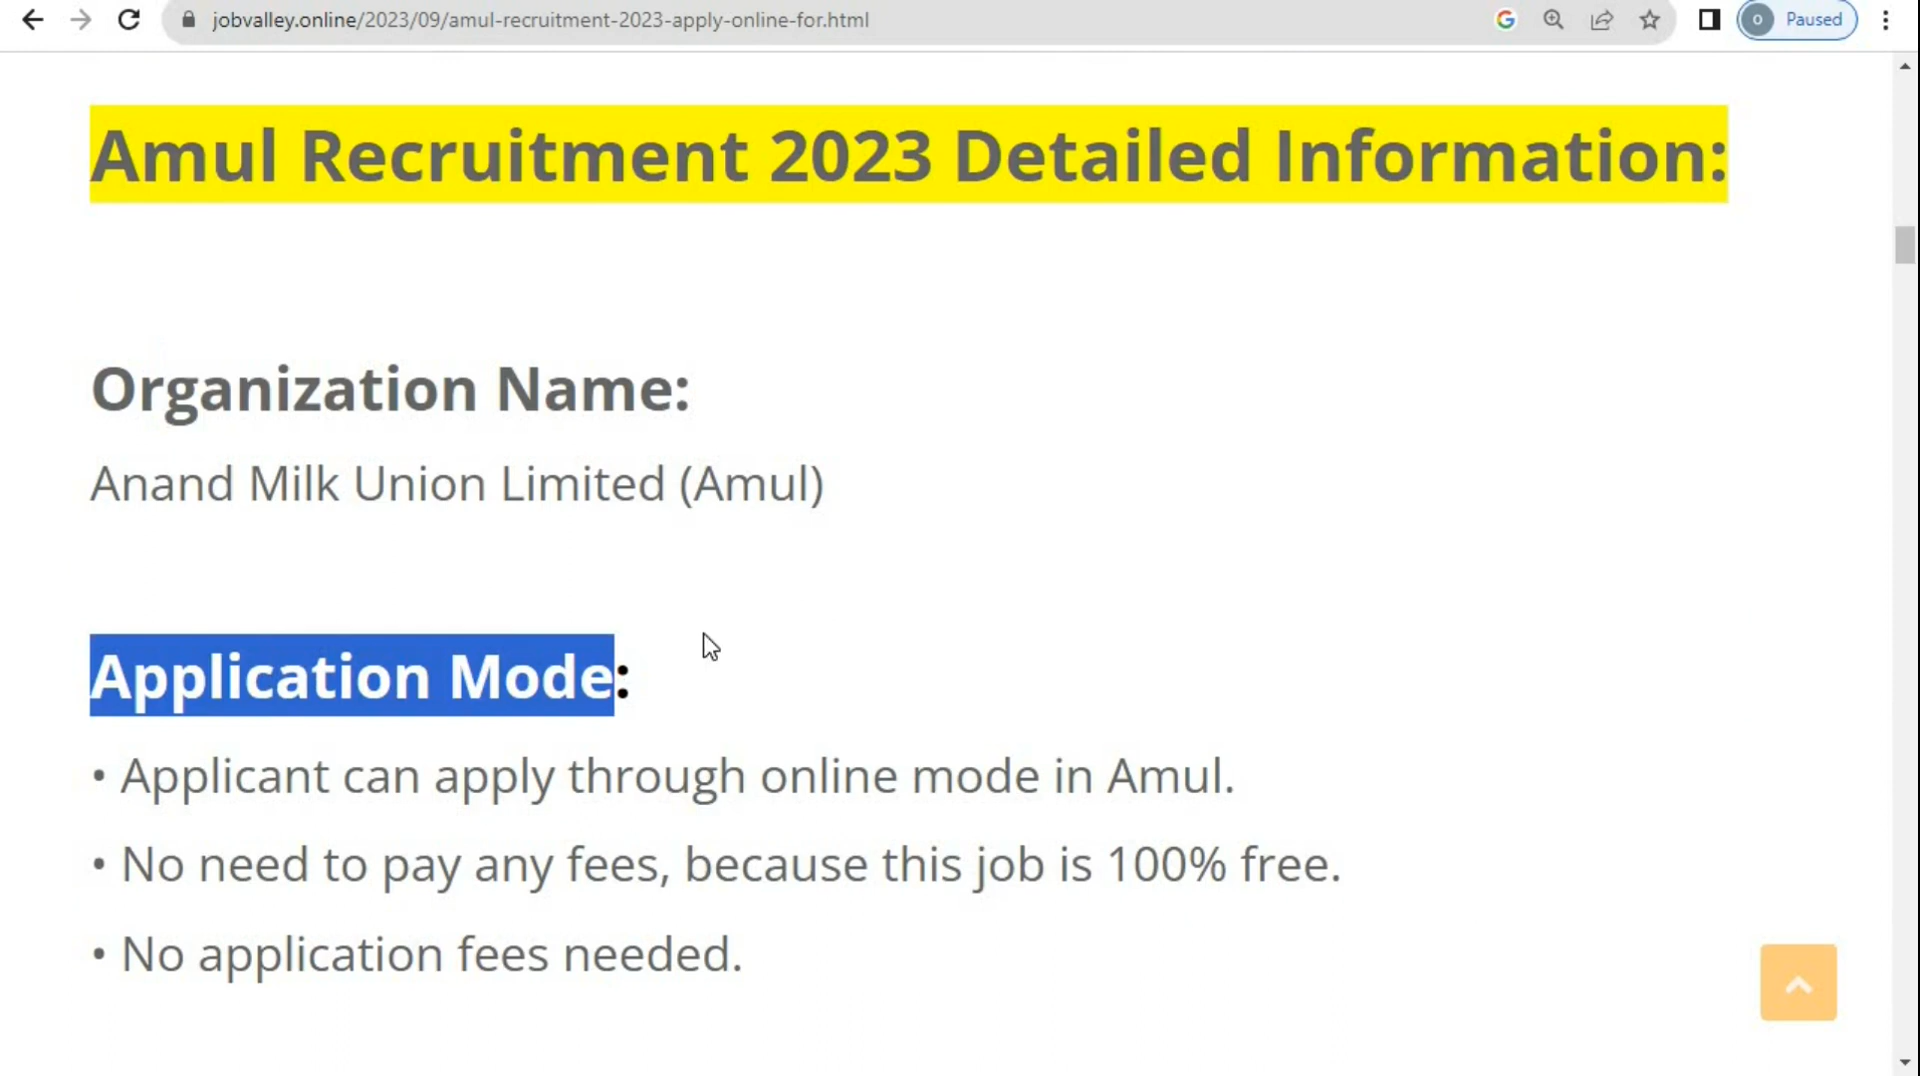 jobvalley.online/2023/09/amul-recruitment-2023-apply-online-for.html
o Paused
Amul Recruitment 2023 Detailed Information:
Organization Name:
Anand Milk Union Limited (Amul)
Application Mode:
• Applicant can apply through online mode in Amul.
• No need to pay any fees, because this job is 100% free.
• No application fees needed.